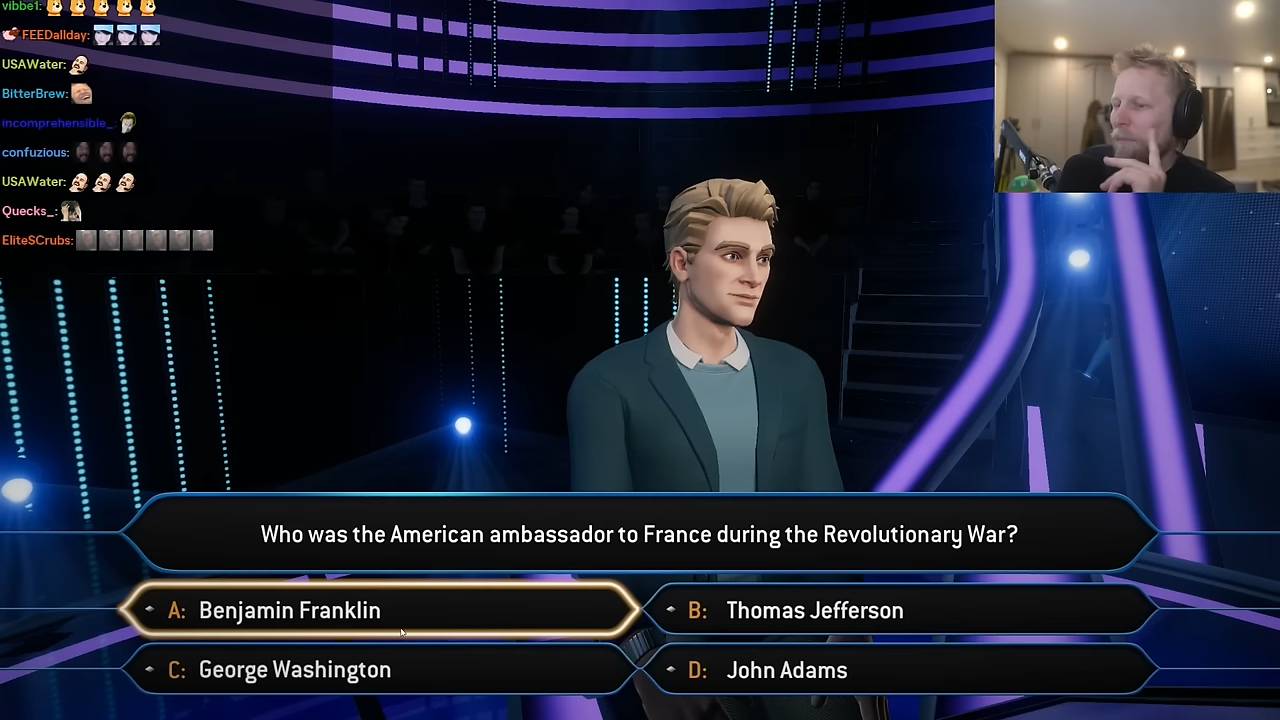 vibbe1:
FEEDallday:
USAWater:
BitterBrew:
incomprehensible_:
confuzious:
USAWater:
Quecks_:
EliteSCrubs:
Who was the American ambassador to France during the Revolutionary War?
A: Benjamin Franklin
B: Thomas Jefferson
C: George Washington
D: John Adams